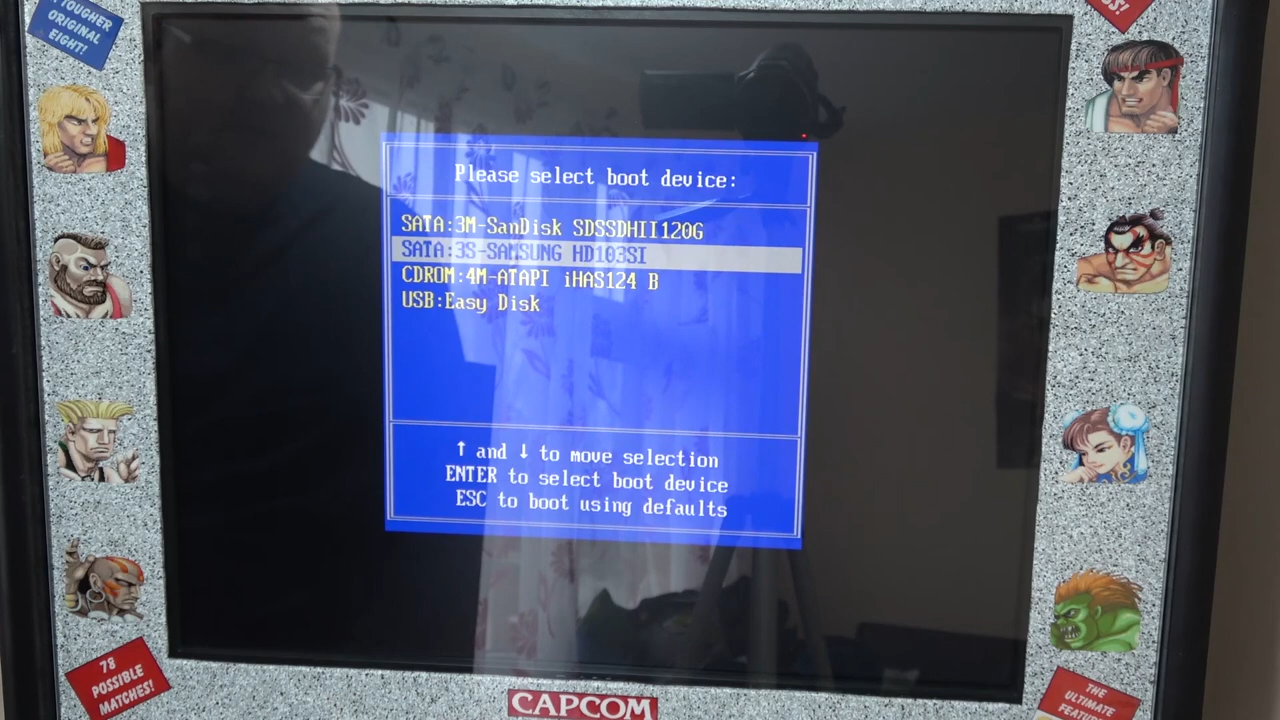 TOUGHER
ORIGINAL
EIGHT!
Please select boot device:
SATA:3M-SanDisk SDSSDHII120G
SATA:3S-SAMSUNG HD103SI
CDROM:4M-ATAPI iHAS124 B
USB:Easy Disk
↑ and ↓ to move selection
ENTER to select boot device
ESC to boot using defaults
78
POSSIBLE
MATCHES!
CAPCOM
THE
ULTIMATE